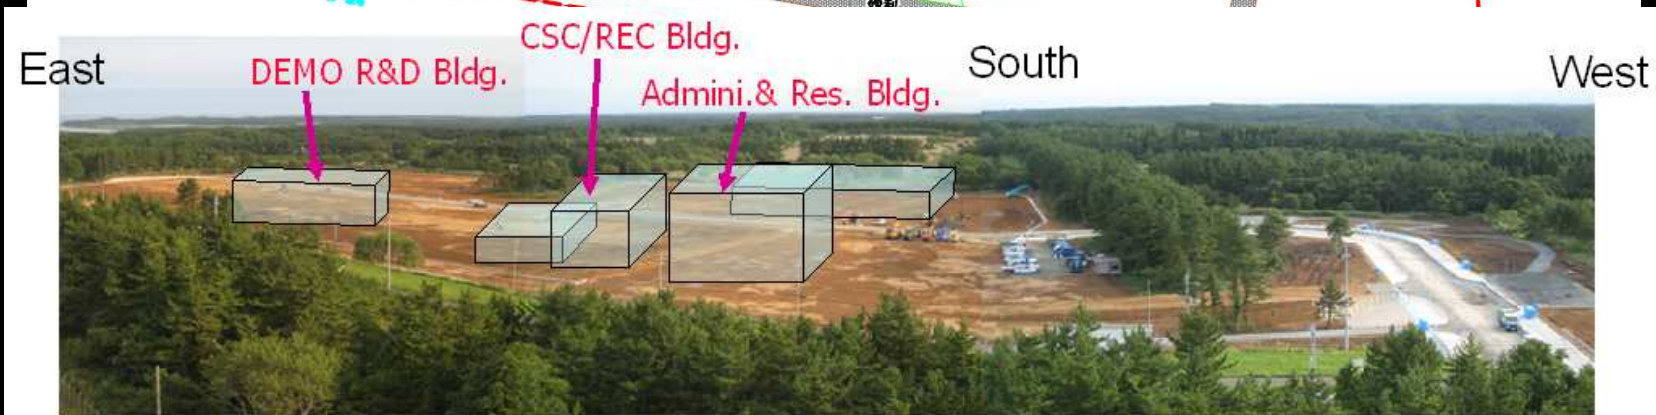 East
DEMO R&D Bldg.
CSC/REC Bldg.
Admini.& Res. Bldg.
South
West